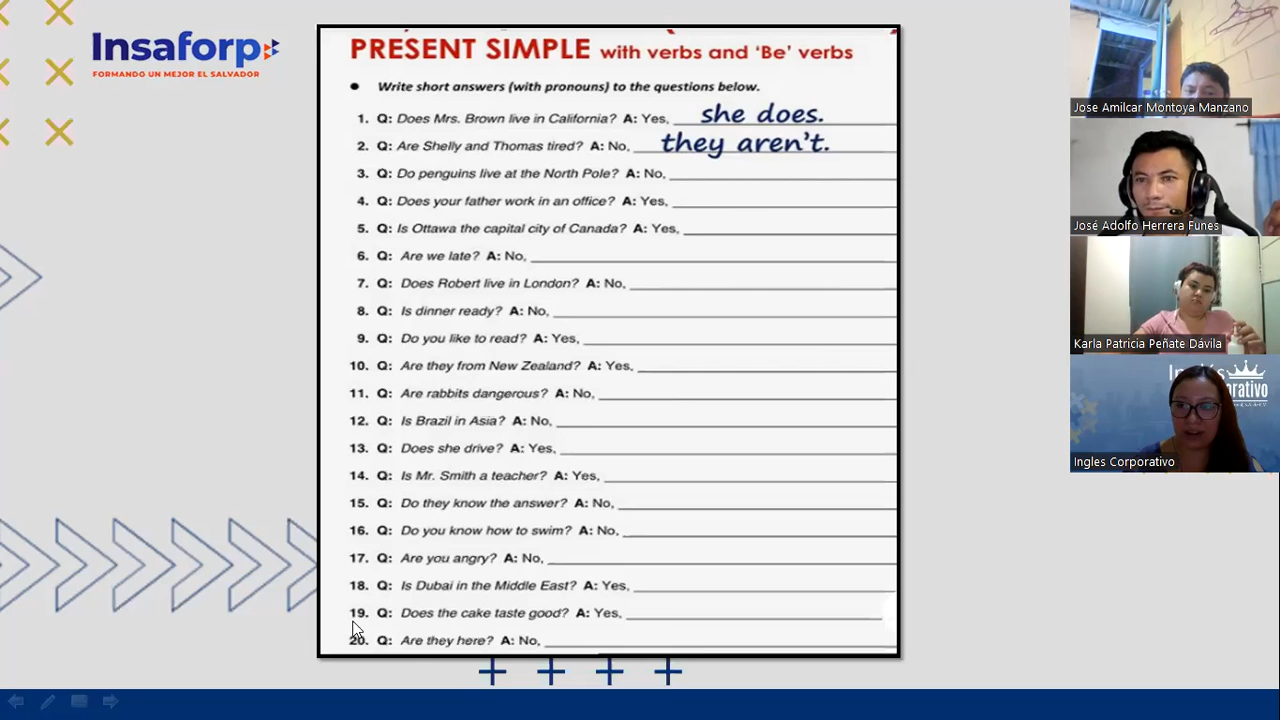 Insaforp
FORMANDO UN MEJOR EL SALVADOR
PRESENT SIMPLE with verbs and 'Be' verbs
● Write short answers (with pronouns) to the questions below.
1. Q: Does Mrs. Brown live in California? A: Yes, she does.
2. Q: Are Shelly and Thomas tired? A: No, they aren't.
3. Q: Do penguins live at the North Pole? A: No,
4. Q: Does your father work in an office? A: Yes,
5. Q: Is Ottawa the capital city of Canada? A: Yes,
6. Q: Are we late? A: No,
7. Q: Does Robert live in London? A: No,
8. Q: Is dinner ready? A: No,
9. Q: Do you like to read? A: Yes,
10. Q: Are they from New Zealand? A: Yes,
11. Q: Are rabbits dangerous? A: No,
12. Q: Is Brazil in Asia? A: No,
13. Q: Does she drive? A: Yes,
14. Q: Is Mr. Smith a teacher? A: Yes,
15. Q: Do they know the answer? A: No,
16. Q: Do you know how to swim? A: No,
17. Q: Are you angry? A: No,
18. Q: Is Dubai in the Middle East? A: Yes,
19. Q: Does the cake taste good? A: Yes,
20. Q: Are they here? A: No,
Jose Amilcar Montoya Manzano
José Adolfo Herrera Funes
Karla Patricia Peñate Dávila
Ingles Corporativo